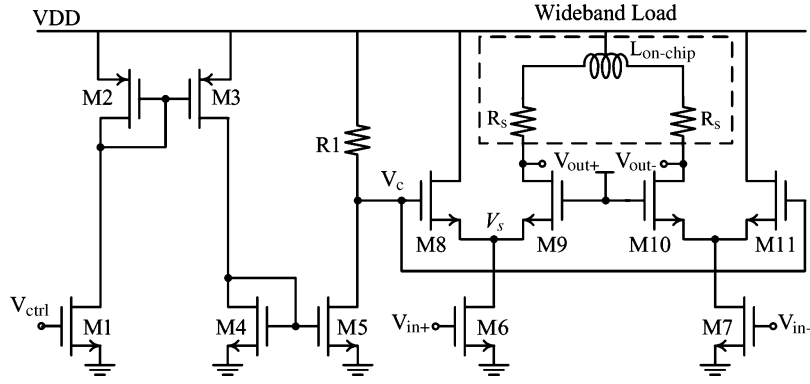 VDD
Wideband Load
L on-chip
M2
M3
R1
RS
RS
Vout+
Vout-
Vc
Vs
M8
M9
M10
M11
Vctrl
M1
M4
M5
Vin+
M6
M7
Vin-